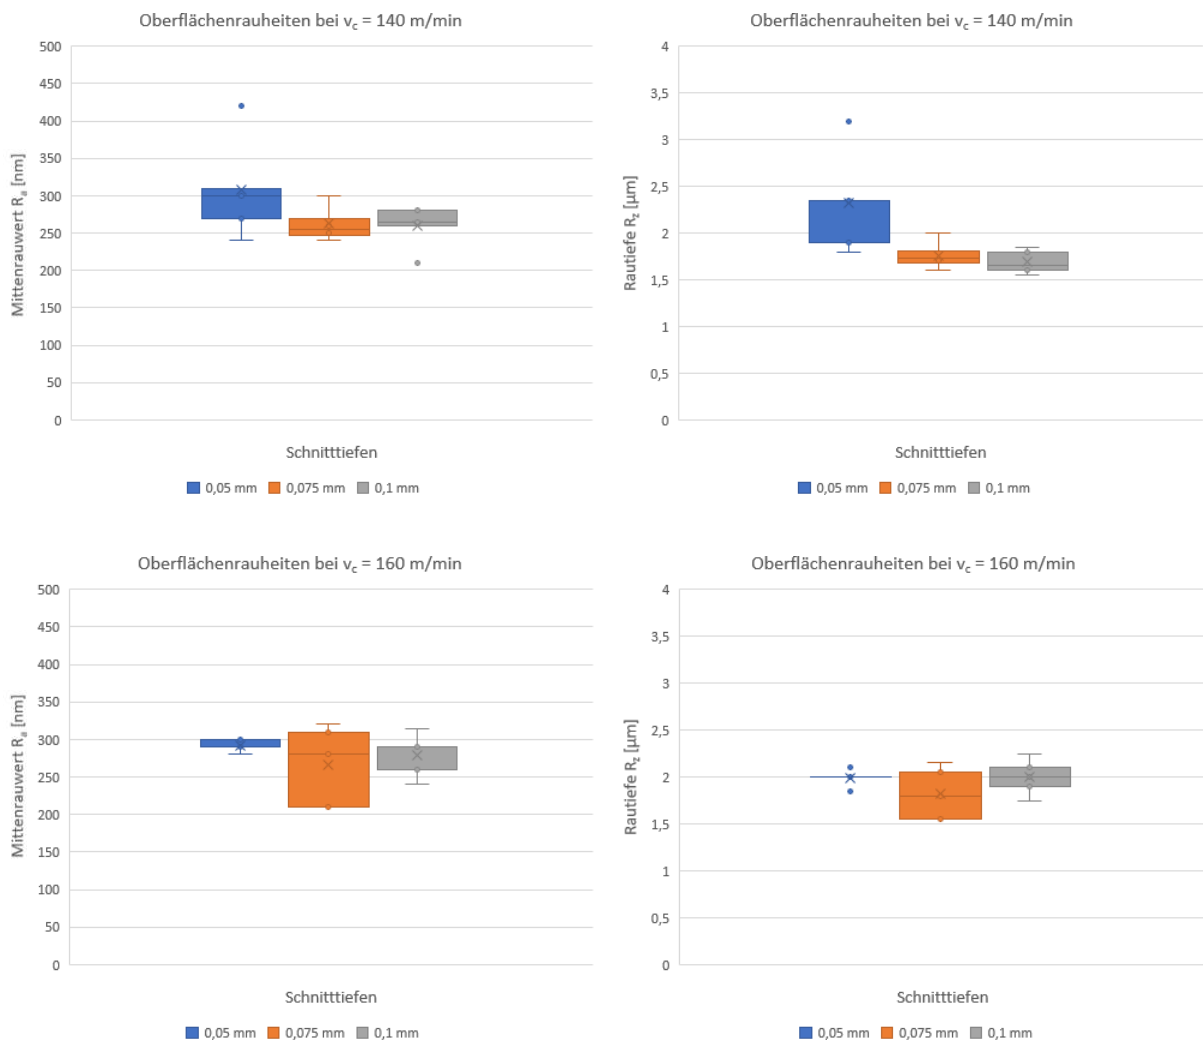 Oberflächenrauheiten bei vc = 140 m/min
500
450
400
350
300
250
200
150
100
50
0
Mittenrauwert Ra [nm]
Schnitttiefen
0,05 mm 0,075 mm 0,1 mm
Oberflächenrauheiten bei vc = 140 m/min
4
3,5
3
2,5
2
1,5
1
0,5
0
Rautiefe Rz [µm]
Schnitttiefen
0,05 mm 0,075 mm 0,1 mm
Oberflächenrauheiten bei vc = 160 m/min
500
450
400
350
300
250
200
150
100
50
0
Mittenrauwert Ra [nm]
Schnitttiefen
0,05 mm 0,075 mm 0,1 mm
Oberflächenrauheiten bei vc = 160 m/min
4
3,5
3
2,5
2
1,5
1
0,5
0
Rautiefe Rz [µm]
Schnitttiefen
0,05 mm 0,075 mm 0,1 mm